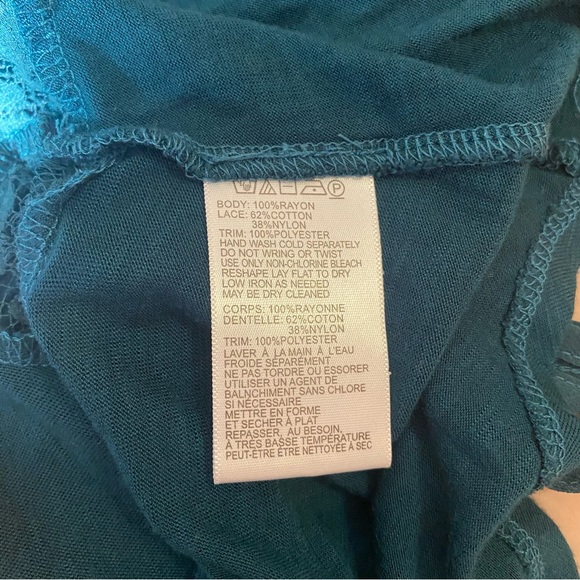 BODY: 100%RAYON
LACE: 62%COTTON
38%NYLON
TRIM: 100%POLYESTER
HAND WASH COLD SEPARATELY
DO NOT WRING OR TWIST
USE ONLY NON-CHLORINE BLEACH
RESHAPE LAY FLAT TO DRY
LOW IRON AS NEEDED
MAY BE DRY CLEANED
CORPS: 100%RAYONNE
DENTELLE: 62%COTON
38%NYLON
TRIM: 100%POLYESTER
LAVER À LA MAIN À L'EAU
FROIDE SÉPARÉMENT
NE PAS TORDRE OU ESSORER
UTILISER UN AGENT DE
BALNCHIMENT SANS CHLORE
SI NÉCESSAIRE
METTRE EN FORME
ET SÉCHER À PLAT
REPASSER, AU BESOIN,
À TRÈS BASSE TEMPÉRATURE
PEUT-ÊTRE ÊTRE NETTOYÉE À SEC